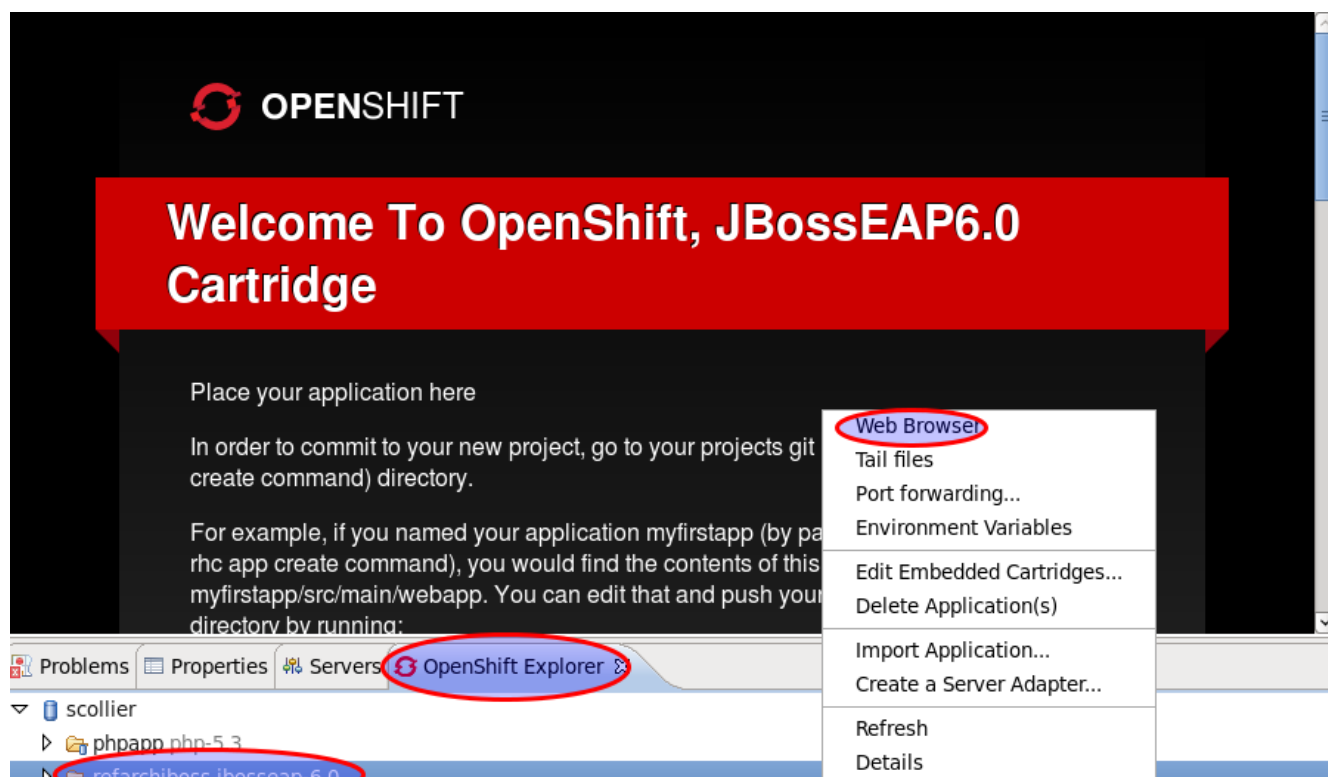 OPENSHIFT
Welcome To OpenShift, JBossEAP6.0
Cartridge
Place your application here
In order to commit to your new project, go to your projects git
create command) directory.
For example, if you named your application myfirstapp (by pa
rhc app create command), you would find the contents of this
myfirstapp/src/main/webapp. You can edit that and push your
directory by running:
Web Browser
Tail files
Port forwarding...
Environment Variables
Edit Embedded Cartridges...
Delete Application(s)
Import Application...
Create a Server Adapter...
Refresh
Details
Problems Properties Servers OpenShift Explorer
scollier
phpapp php-5.3
refarchjboss jbosseap-6.0